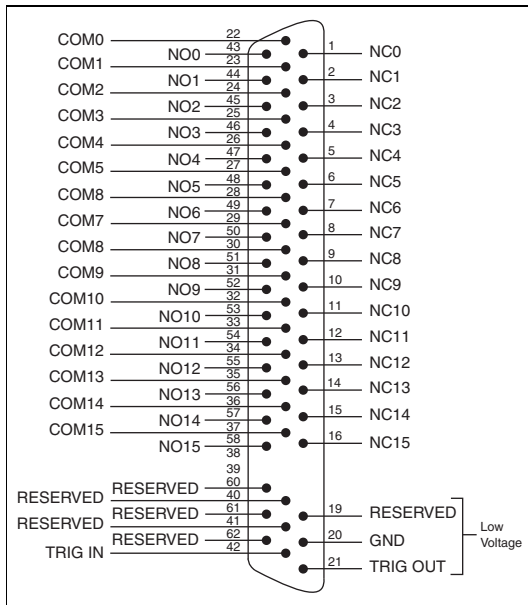 22
COM0
43
NO0
1
NC0
23
COM1
44
NO1
2
NC1
24
COM2
45
NO2
3
NC2
25
COM3
46
NO3
4
NC3
26
COM4
47
NO4
5
NC4
27
COM5
48
NO5
6
NC5
28
COM8
49
NO6
7
NC6
29
COM7
50
NO7
8
NC7
30
COM8
51
NO8
9
NC8
31
COM9
52
NO9
10
NC9
32
COM10
53
NO10
11
NC10
33
COM11
54
NO11
12
NC11
34
COM12
55
NO12
13
NC12
35
COM13
56
NO13
14
NC13
36
COM14
57
NO14
15
NC14
37
COM15
58
NO15
16
NC15
38
39
60
RESERVED
40
RESERVED
61
RESERVED
19
RESERVED
41
RESERVED
62
RESERVED
20
GND
42
TRIG IN
21
TRIG OUT
Low
Voltage